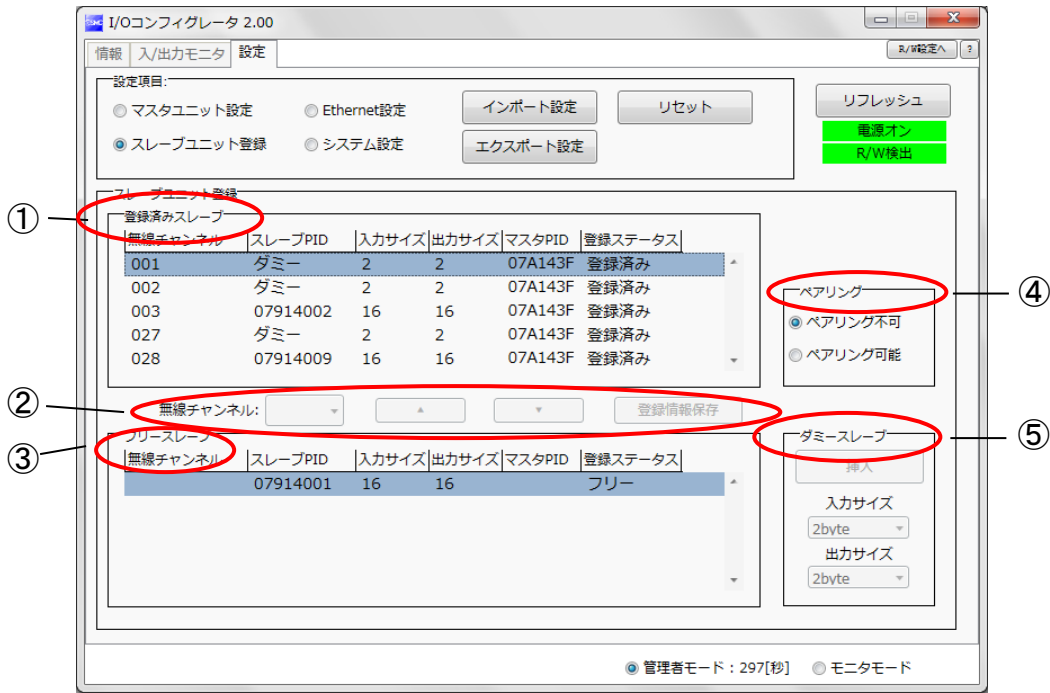 I/Oコンフィグレータ 2.00
情報 入/出力モニタ 設定 R/W設定へ ?
設定項目:
マスタユニット設定 Ethernet設定 インポート設定 リセット リフレッシュ
電源オン
スレーブユニット登録 システム設定 エクスポート設定 R/W検出
スレーブユニット登録
① 登録済みスレーブ
無線チャンネル スレーブPID 入力サイズ 出力サイズ マスタPID 登録ステータス
001 ダミー 2 2 07A143F 登録済み
002 ダミー 2 2 07A143F 登録済み
003 07914002 16 16 07A143F 登録済み
027 ダミー 2 2 07A143F 登録済み
028 07914009 16 16 07A143F 登録済み
ペアリング ④
ペアリング不可
ペアリング可能
② 無線チャンネル: 登録情報保存
③ フリースレーブ
無線チャンネル スレーブPID 入力サイズ 出力サイズ マスタPID 登録ステータス
07914001 16 16 フリー
ダミースレーブ ⑤
挿入
入力サイズ
2byte
出力サイズ
2byte
管理者モード：297[秒] モニタモード